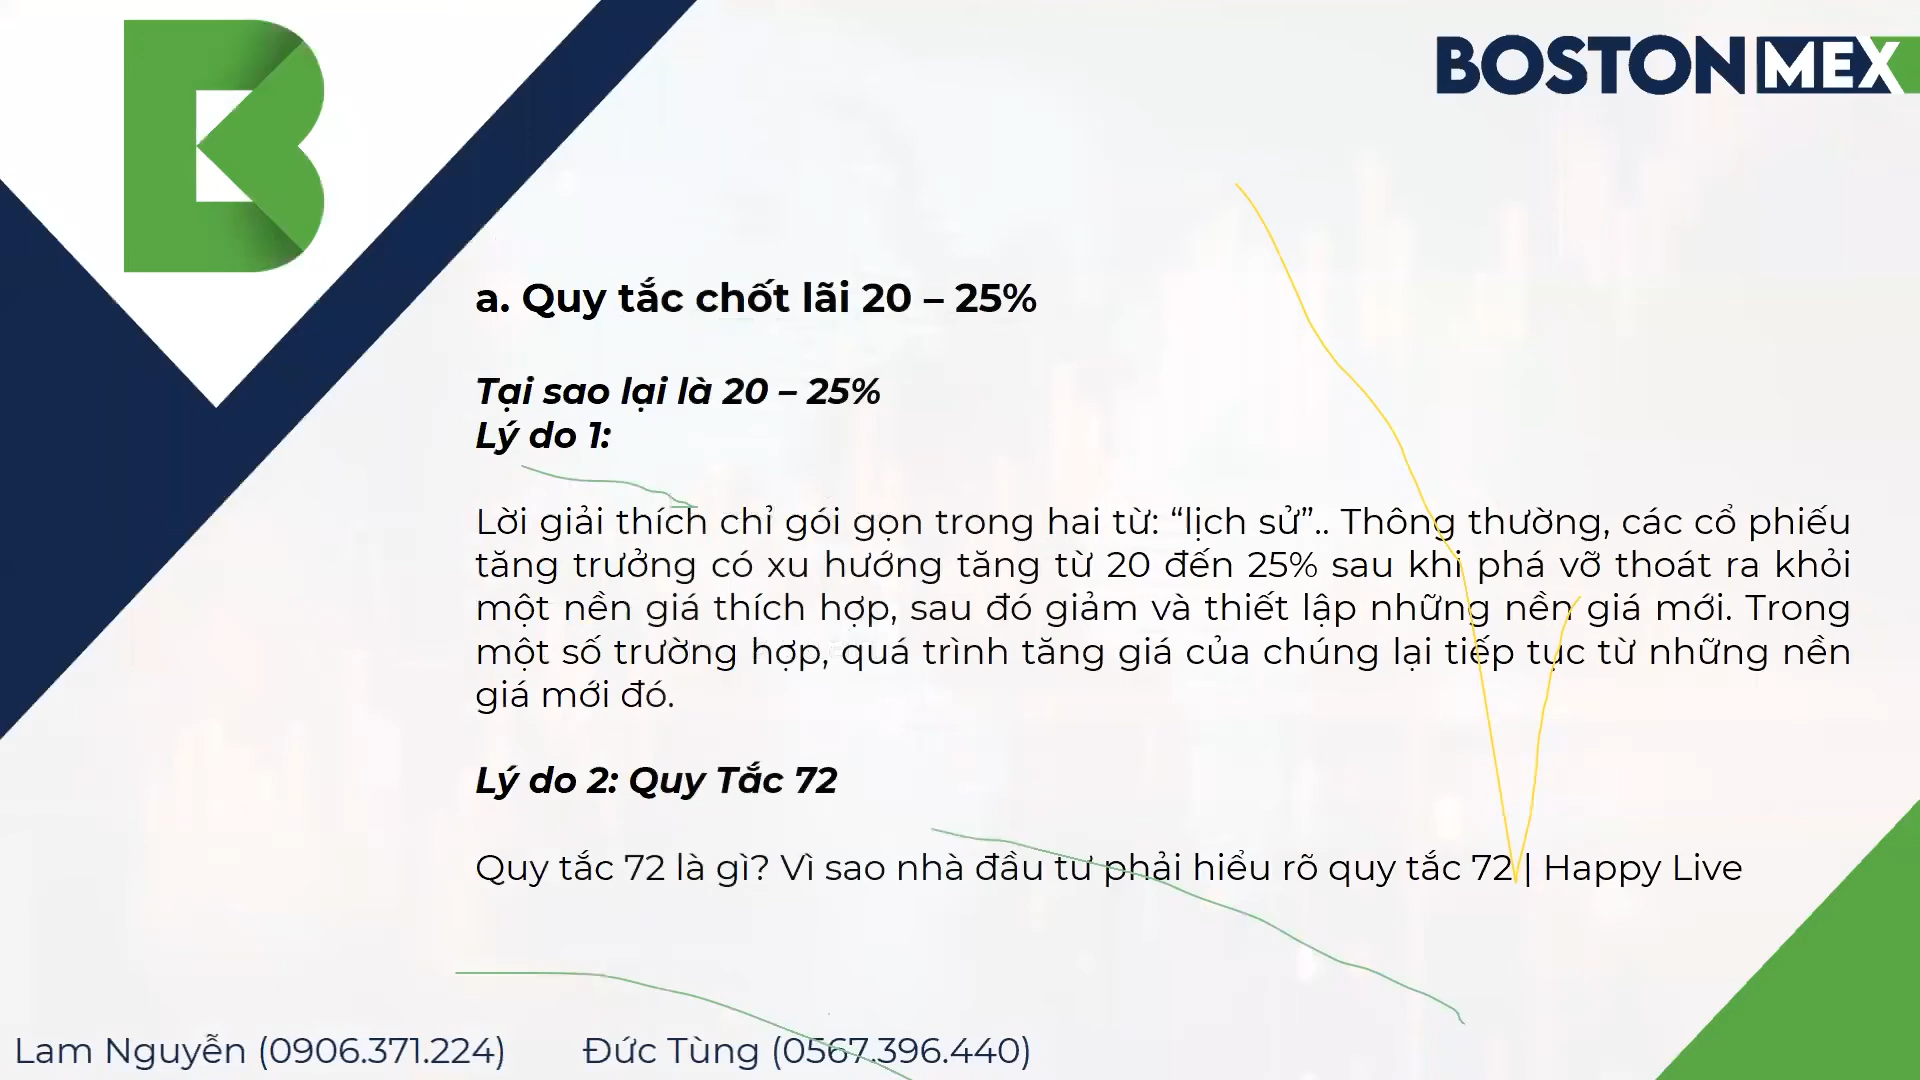 BOSTONMEX
a. Quy tắc chốt lãi 20 – 25%
Tại sao lại là 20 – 25%
Lý do 1:
Lời giải thích chỉ gói gọn trong hai từ: “lịch sử”.. Thông thường, các cổ phiếu
tăng trưởng có xu hướng tăng từ 20 đến 25% sau khi phá vỡ thoát ra khỏi
một nền giá thích hợp, sau đó giảm và thiết lập những nền giá mới. Trong
một số trường hợp, quá trình tăng giá của chúng lại tiếp tục từ những nền
giá mới đó.
Lý do 2: Quy Tắc 72
Quy tắc 72 là gì? Vì sao nhà đầu tư phải hiểu rõ quy tắc 72 | Happy Live
Lam Nguyễn (0906.371.224) Đức Tùng (0567.396.440)